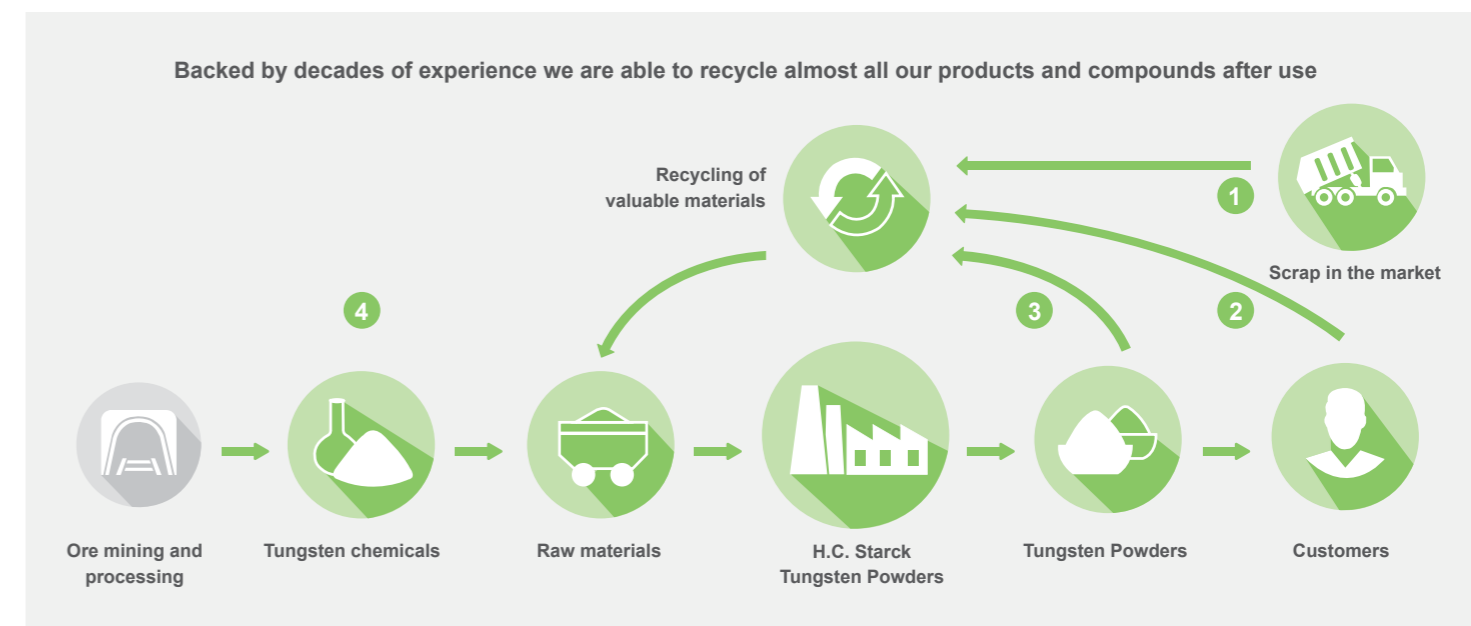 Backed by decades of experience we are able to recycle almost all our products and compounds after use
Recycling of
valuable materials
1
Scrap in the market
4
3
2
Ore mining and
processing
Tungsten chemicals
Raw materials
H.C. Starck
Tungsten Powders
Tungsten Powders
Customers